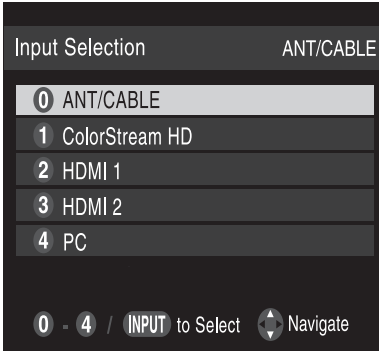 Input Selection ANT/CABLE
0 ANT/CABLE
1 ColorStream HD
2 HDMI 1
3 HDMI 2
4 PC
0 - 4 / INPUT to Select Navigate